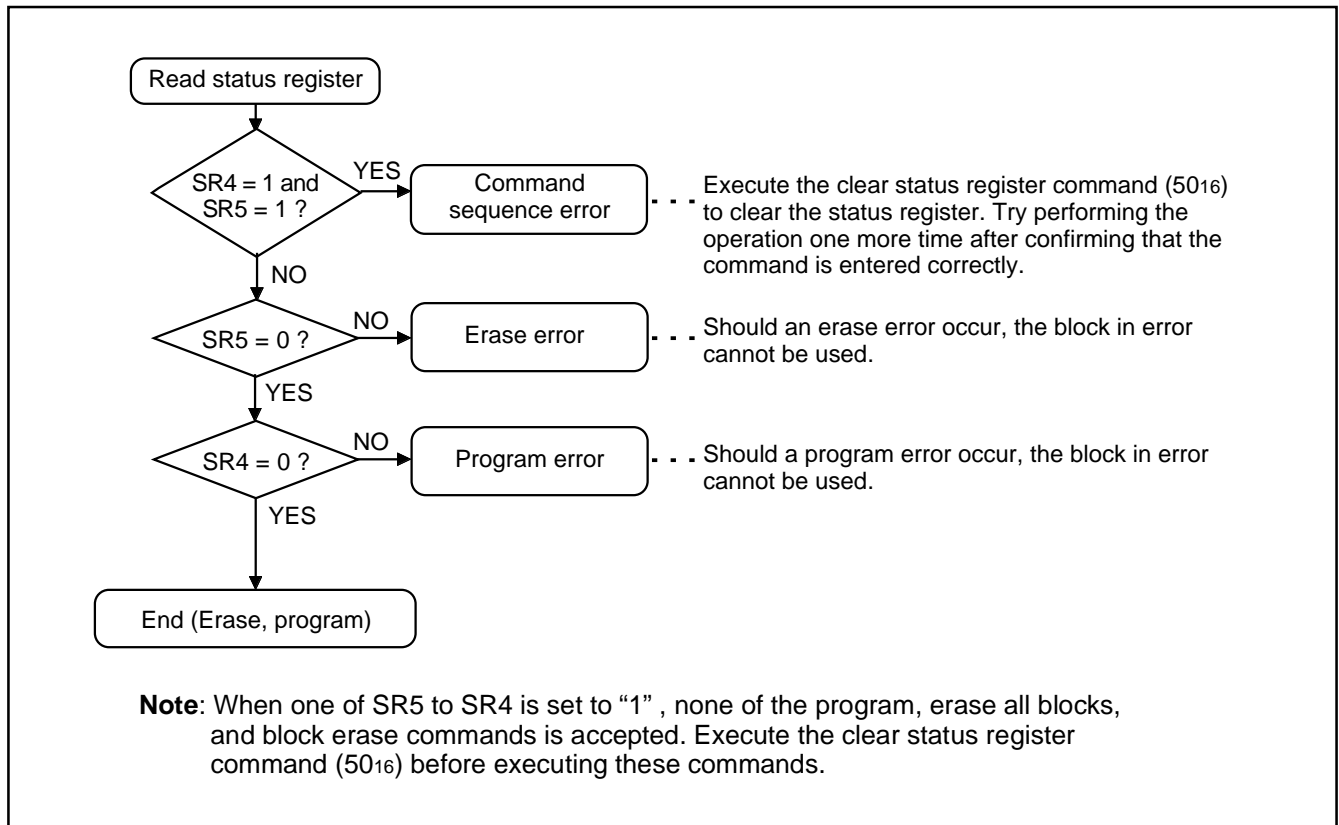 Read status register
SR4 = 1 and
SR5 = 1 ?
YES
Command
sequence error
Execute the clear status register command (5016)
to clear the status register. Try performing the
operation one more time after confirming that the
command is entered correctly.
NO
SR5 = 0 ?
NO
Erase error
Should an erase error occur, the block in error
cannot be used.
YES
SR4 = 0 ?
NO
Program error
Should a program error occur, the block in error
cannot be used.
YES
End (Erase, program)
Note: When one of SR5 to SR4 is set to “1” , none of the program, erase all blocks,
and block erase commands is accepted. Execute the clear status register
command (5016) before executing these commands.